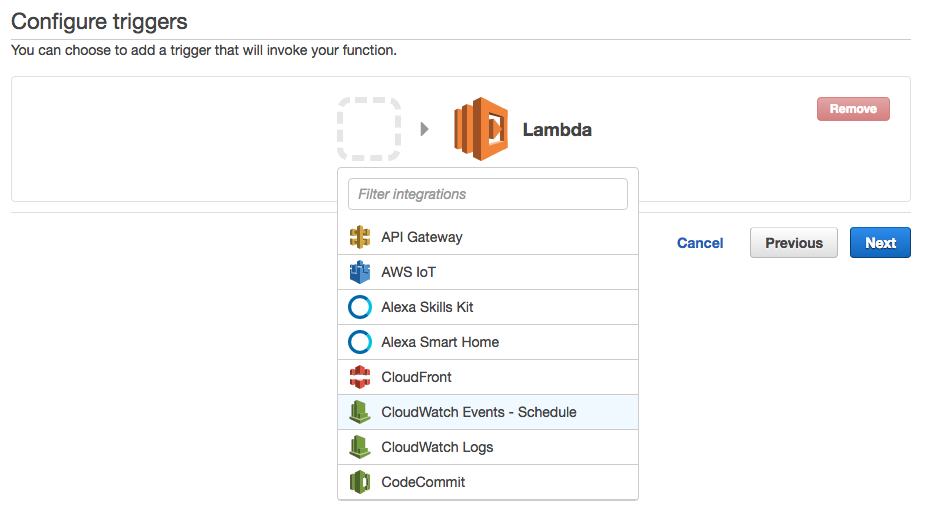 Configure triggers
You can choose to add a trigger that will invoke your function.
Lambda
Remove
Filter integrations
API Gateway
AWS IoT
Alexa Skills Kit
Alexa Smart Home
CloudFront
CloudWatch Events - Schedule
CloudWatch Logs
CodeCommit
Cancel
Previous
Next